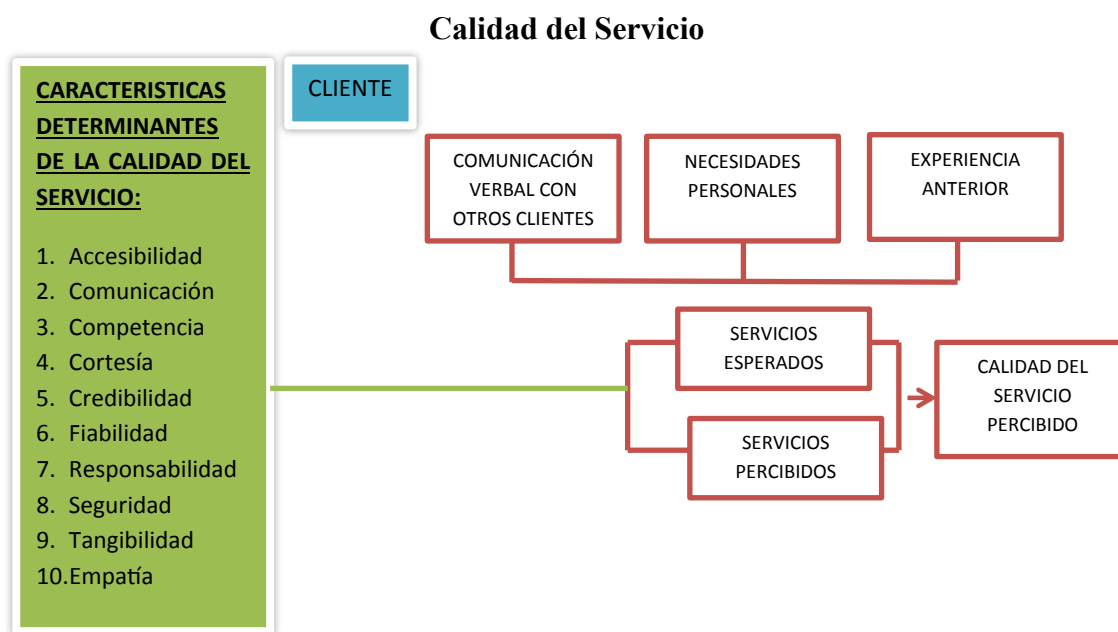 Calidad del Servicio
CARACTERISTICAS
DETERMINANTES
DE LA CALIDAD DEL
SERVICIO:
1. Accesibilidad
2. Comunicación
3. Competencia
4. Cortesía
5. Credibilidad
6. Fiabilidad
7. Responsabilidad
8. Seguridad
9. Tangibilidad
10.Empatía
CLIENTE
COMUNICACIÓN
VERBAL CON
OTROS CLIENTES
NECESIDADES
PERSONALES
EXPERIENCIA
ANTERIOR
SERVICIOS
ESPERADOS
SERVICIOS
PERCIBIDOS
CALIDAD DEL
SERVICIO
PERCIBIDO